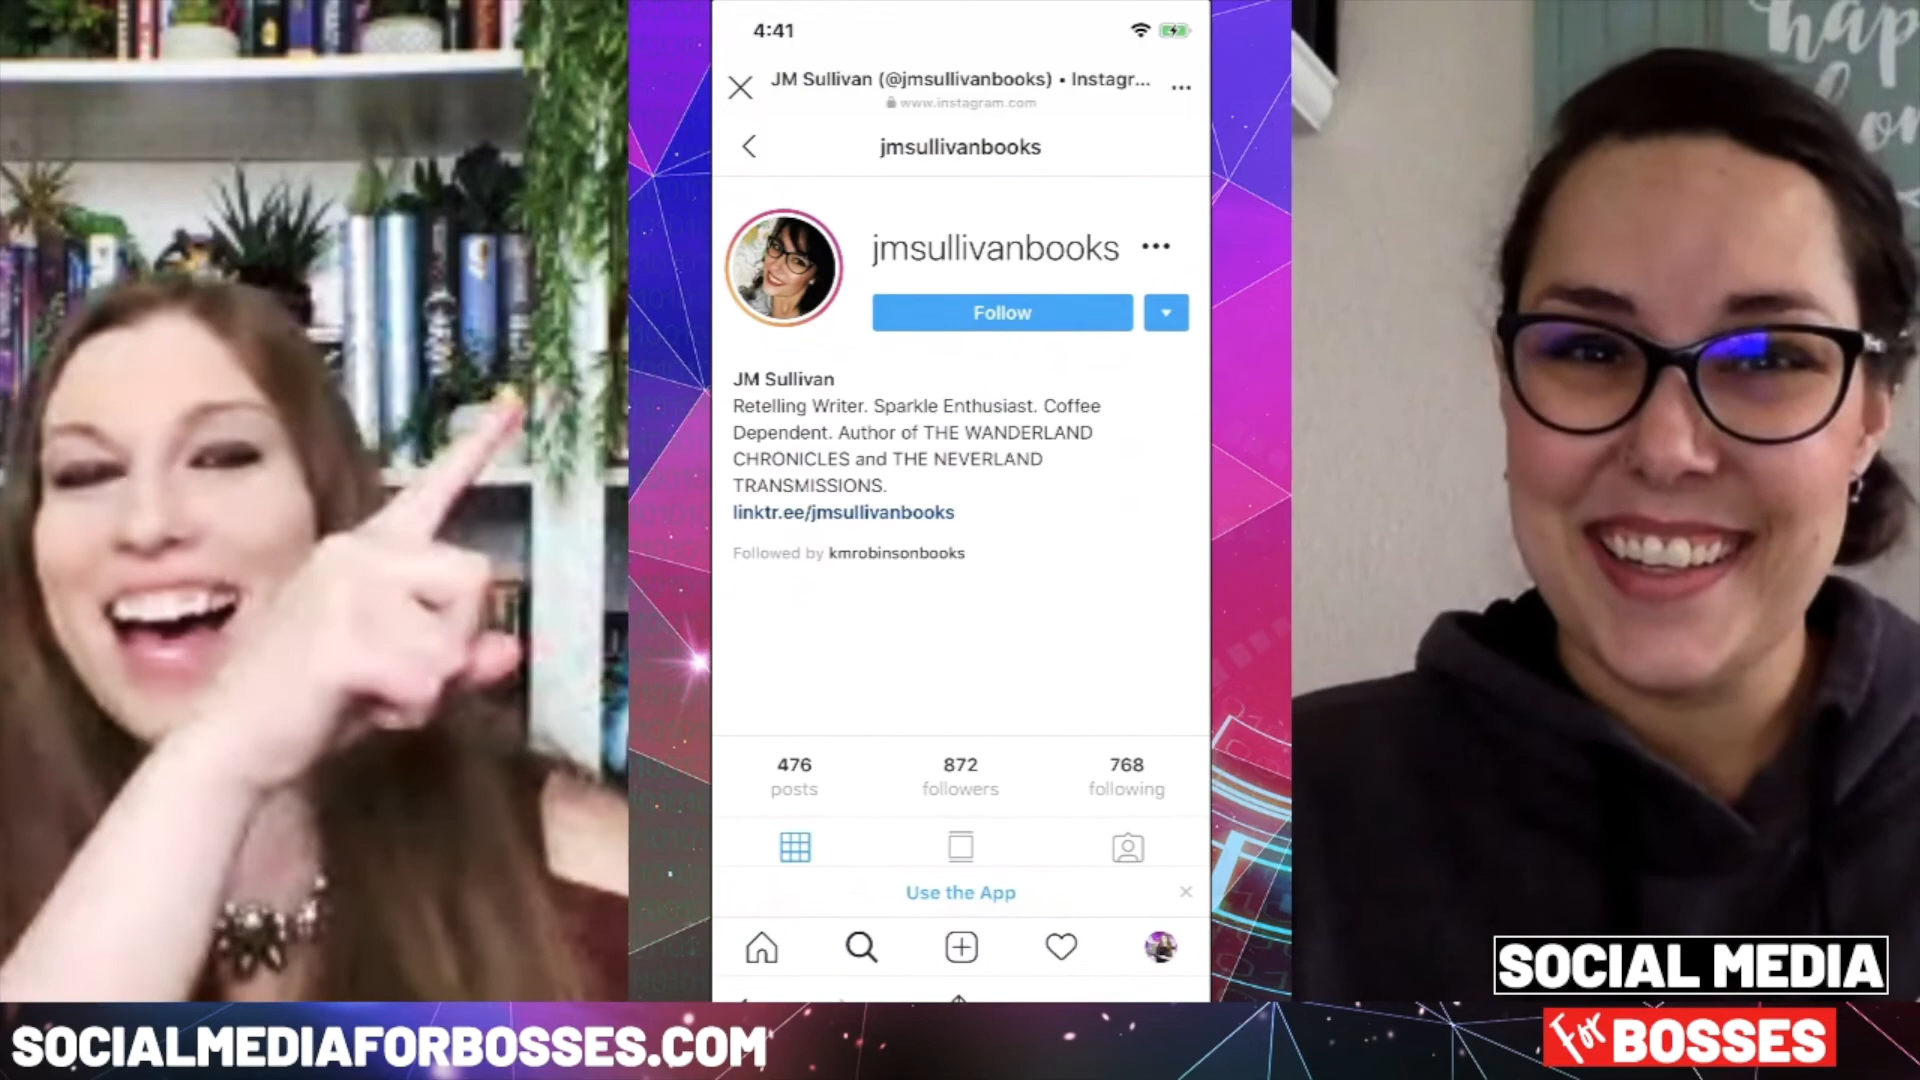 4:41
JM Sullivan (@jmsullivanbooks) • Instagr...
www.instagram.com
jmsullivanbooks
jmsullivanbooks
Follow
JM Sullivan
Retelling Writer. Sparkle Enthusiast. Coffee
Dependent. Author of THE WANDERLAND
CHRONICLES and THE NEVERLAND
TRANSMISSIONS.
linktr.ee/jmsullivanbooks
Followed by kmrobinsonbooks
476
872
768
posts
followers
following
Use the App
SOCIAL MEDIA
For BOSSES
SOCIALMEDIAFORBOSSES.COM